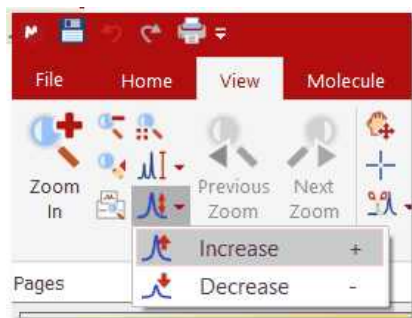 File Home View Molecule
Zoom In
Previous Zoom
Next Zoom
Increase +
Decrease -
Pages